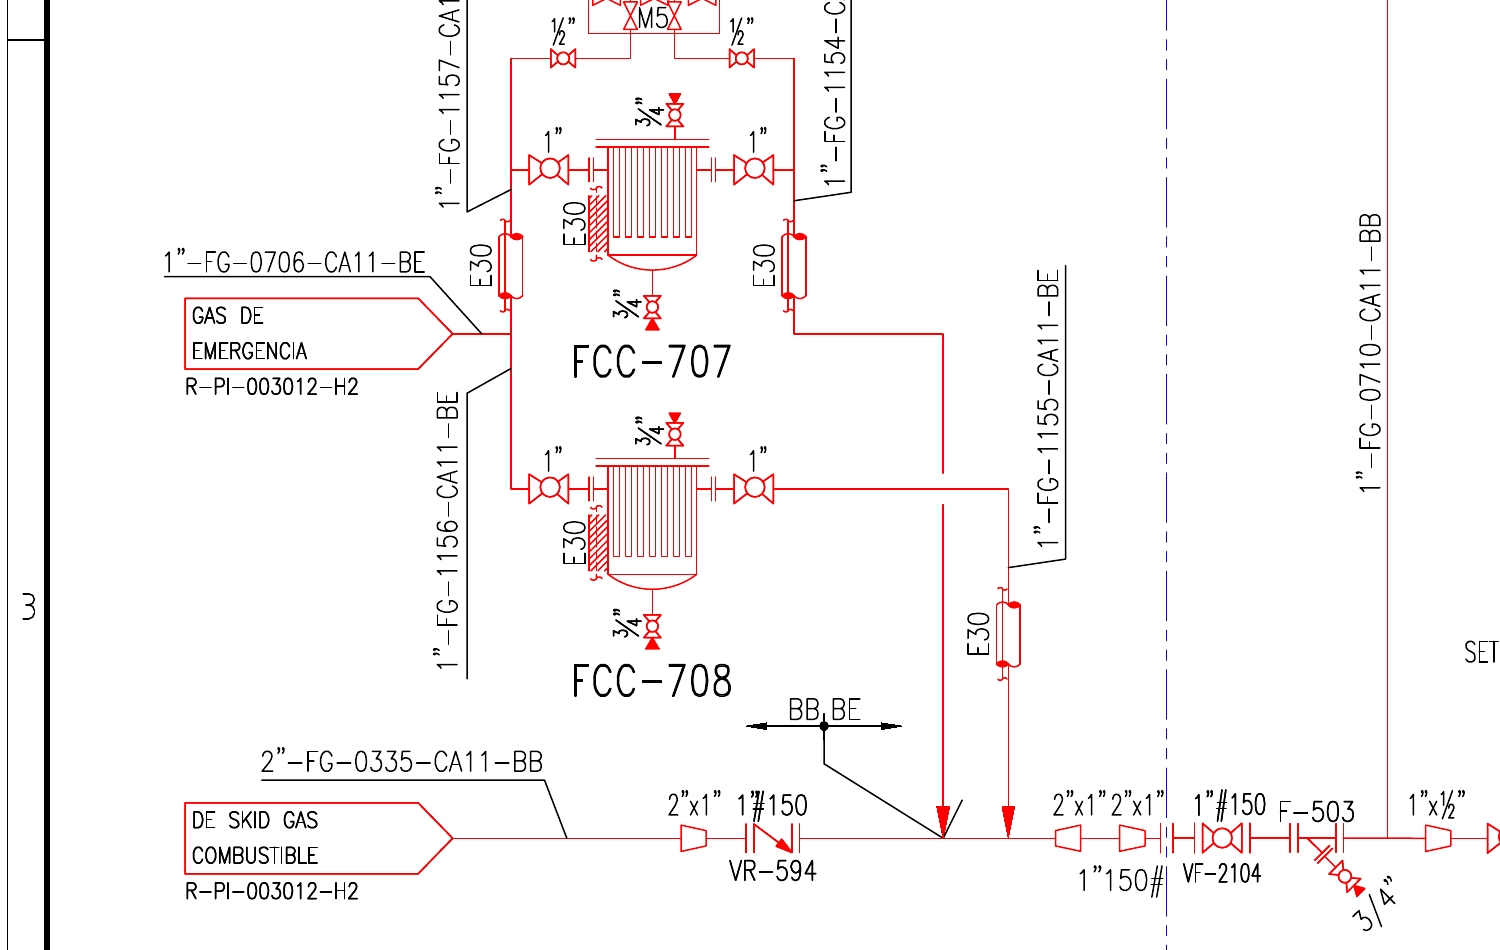 M5
½"
½"
1"-FG-1157-CA1
1"-FG-1154-C
¾"
1"
1"
E30
E30
E30
1"-FG-0706-CA11-BE
GAS DE
EMERGENCIA
R-PI-003012-H2
¾"
FCC-707
1"-FG-1155-CA11-BE
1"-FG-0710-CA11-BB
1"-FG-1156-CA11-BE
¾"
1"
1"
E30
3
¾"
E30
FCC-708
SET
BB BE
2"-FG-0335-CA11-BB
DE SKID GAS
COMBUSTIBLE
R-PI-003012-H2
2"x1"
1"#150
VR-594
2"x1"
2"x1"
1"150#
1"#150
VF-2104
F-503
3/4"
1"x½"